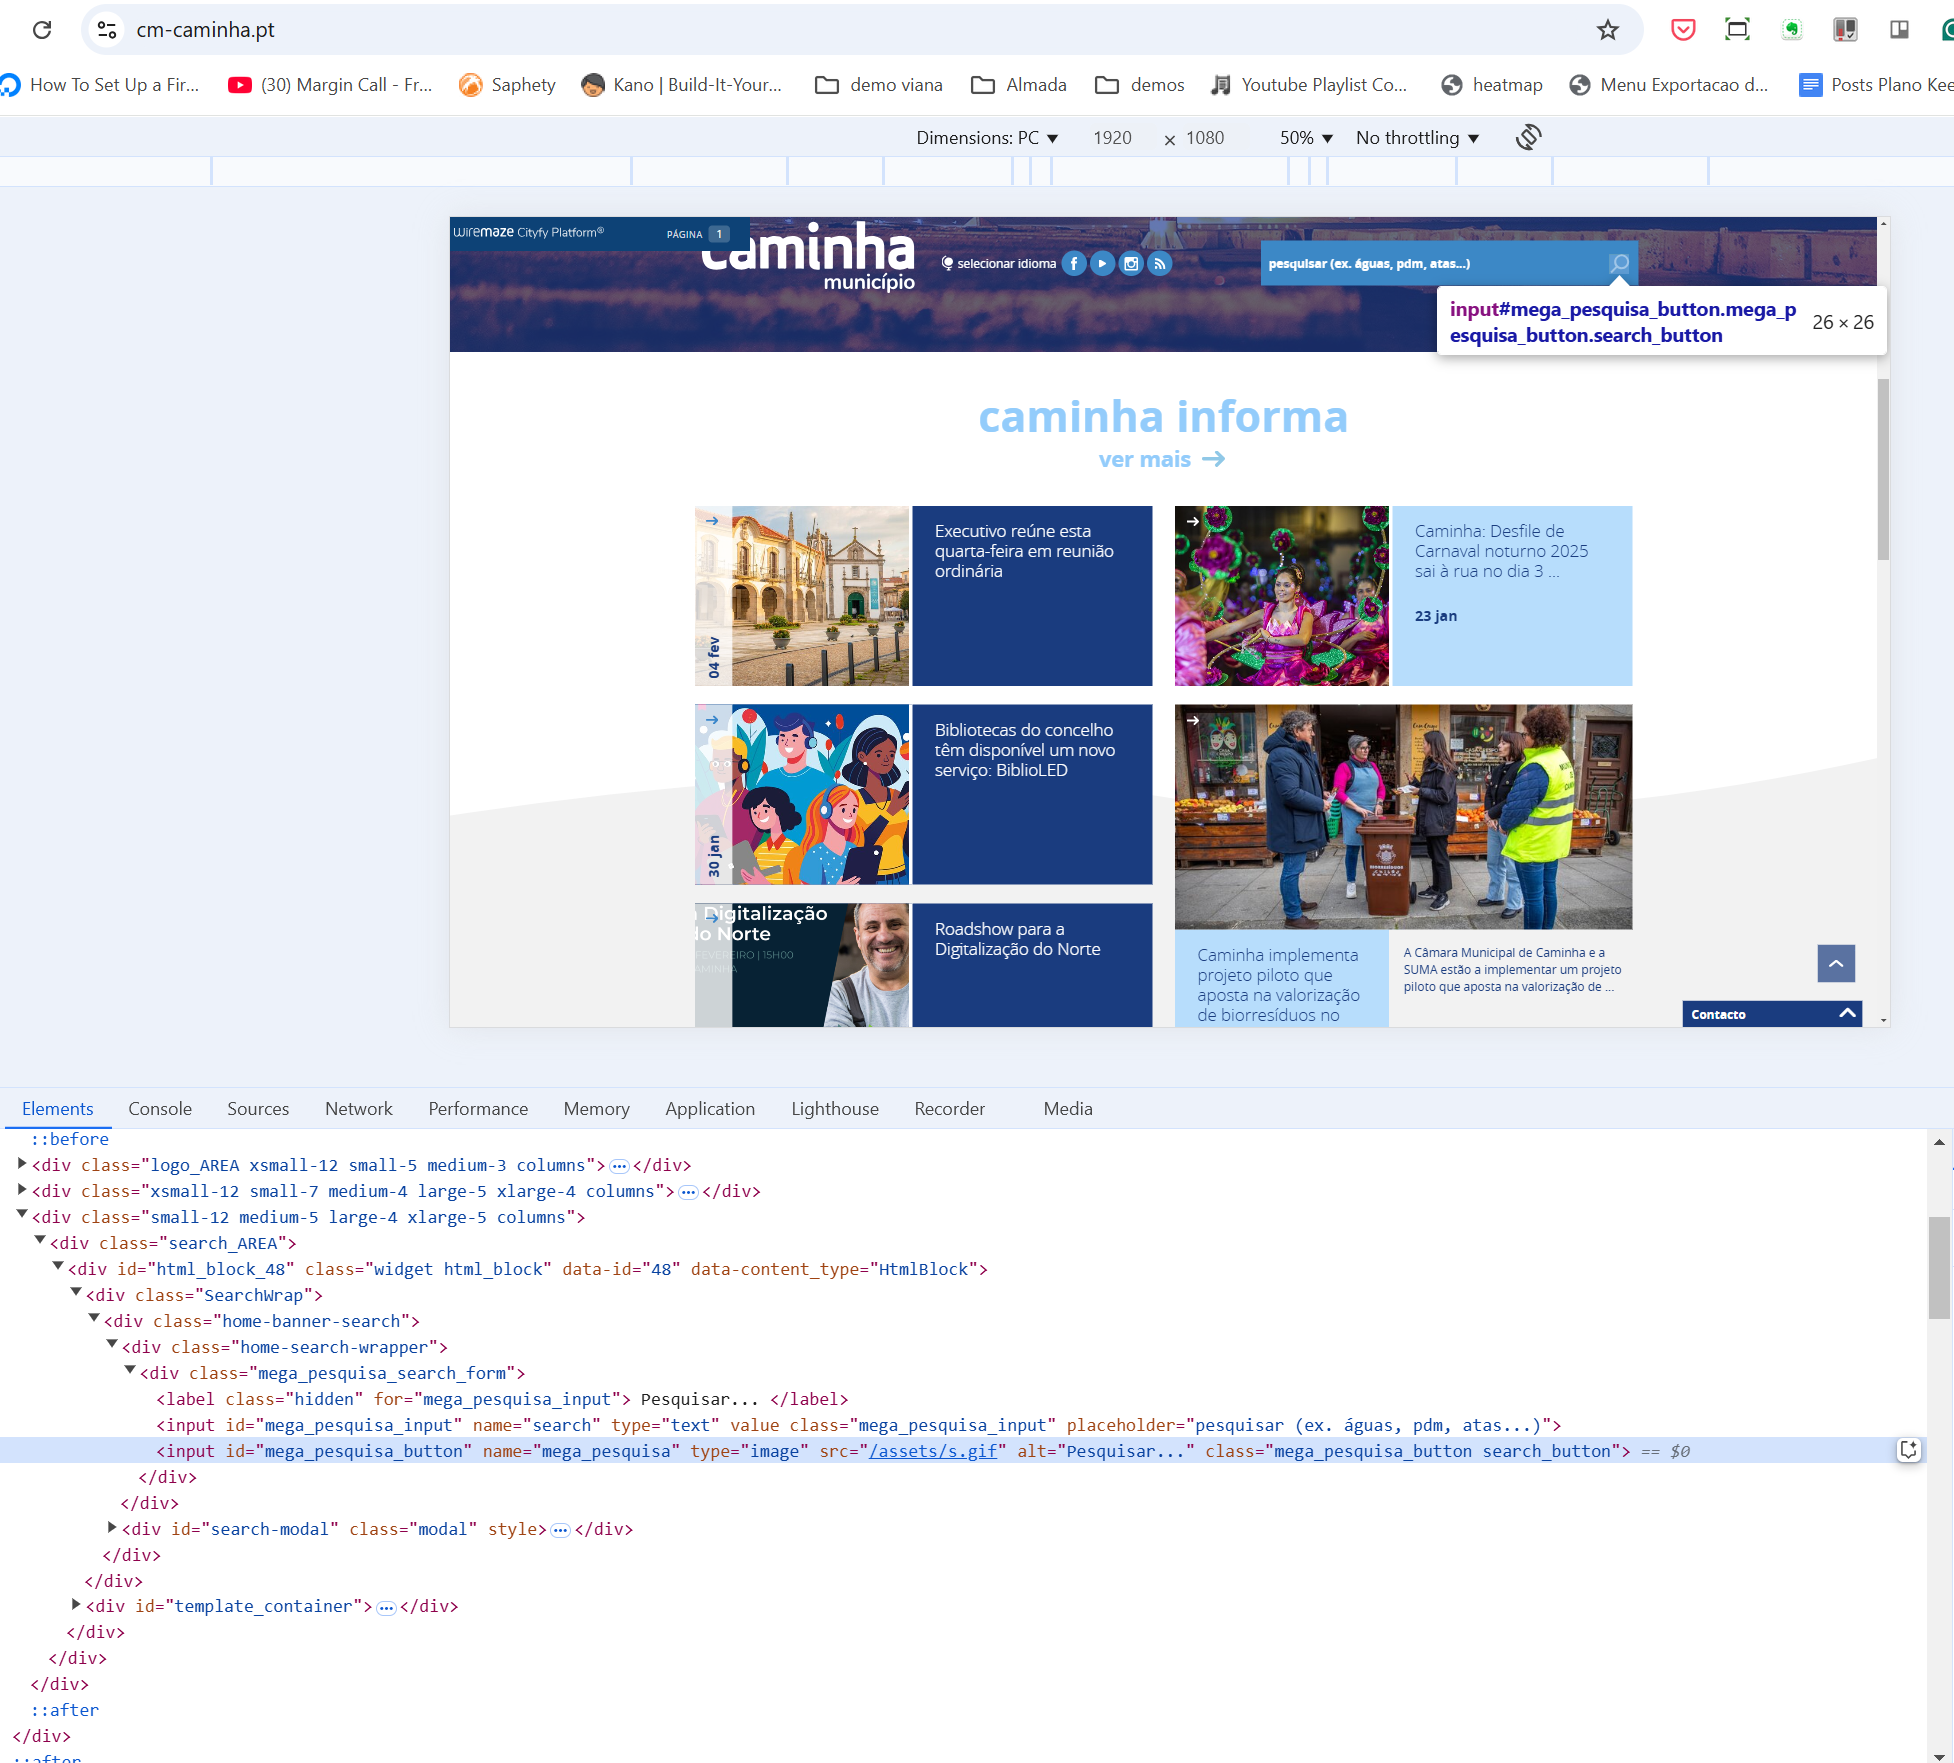 cm-caminha.pt
How To Set Up a Fir...
(30) Margin Call - Fr...
Saphety
Kano | Build-It-Your...
demo viana
Almada
demos
Youtube Playlist Co...
heatmap
Menu Exportacao d...
Posts Plano Kee
Dimensions: PC ▼ 1920 × 1080 50% ▼ No throttling ▼
wiremaze Cityfy Platform®
PÁGINA 1
caminha
município
selecionar idioma
pesquisar (ex. águas, pdm, atas...)
input#mega_pesquisa_button.mega_p
esquisa_button.search_button
26 × 26
caminha informa
ver mais →
04 fev
Executivo reúne esta
quarta-feira em reunião
ordinária
Caminha: Desfile de
Carnaval noturno 2025
sai à rua no dia 3 ...
23 jan
30 jan
Bibliotecas do concelho
têm disponível um novo
serviço: BiblioLED
Digitalização
do Norte
EVEREIRO | 15H00
AMINHA
Roadshow para a
Digitalização do Norte
Caminha implementa
projeto piloto que
aposta na valorização
de biorresíduos no
A Câmara Municipal de Caminha e a
SUMA estão a implementar um projeto
piloto que aposta na valorização de ...
Contacto
Elements Console Sources Network Performance Memory Application Lighthouse Recorder Media
::before
<div class="logo_AREA xsmall-12 small-5 medium-3 columns">…</div>
<div class="xsmall-12 small-7 medium-4 large-5 xlarge-4 columns">…</div>
<div class="small-12 medium-5 large-4 xlarge-5 columns">
<div class="search_AREA">
<div id="html_block_48" class="widget html_block" data-id="48" data-content_type="HtmlBlock">
<div class="SearchWrap">
<div class="home-banner-search">
<div class="home-search-wrapper">
<div class="mega_pesquisa_search_form">
<label class="hidden" for="mega_pesquisa_input"> Pesquisar... </label>
<input id="mega_pesquisa_input" name="search" type="text" value class="mega_pesquisa_input" placeholder="pesquisar (ex. águas, pdm, atas...)">
<input id="mega_pesquisa_button" name="mega_pesquisa" type="image" src="/assets/s.gif" alt="Pesquisar..." class="mega_pesquisa_button search_button"> == $0
</div>
</div>
<div id="search-modal" class="modal" style>…</div>
</div>
</div>
<div id="template_container">…</div>
</div>
</div>
</div>
::after
</div>
::after